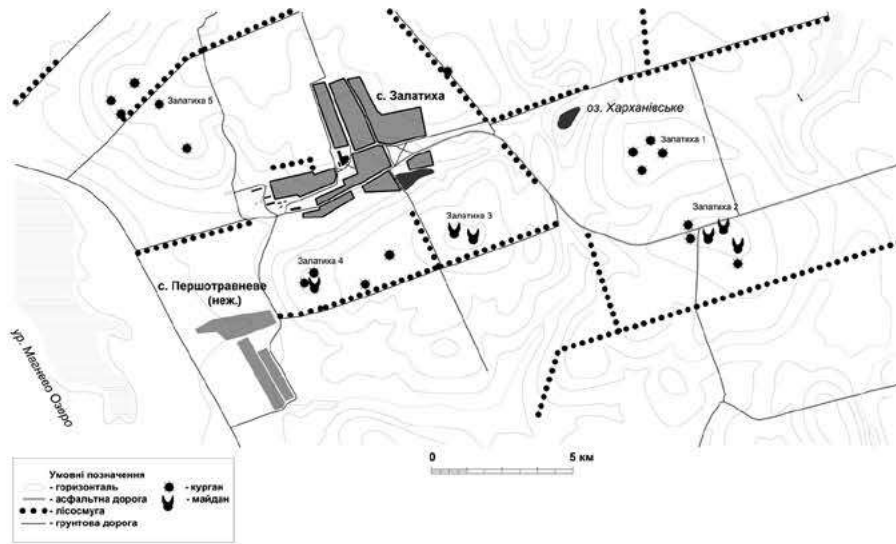 с. Залатиха
оз. Харханівське
Залатиха 5
Залатиха 1
Залатиха 2
Залатиха 3
Залатиха 4
с. Першотравневе
(неж.)
ур. Магнево Озеро
0 5 км
Умовні позначення
- горизонталь
- асфальтна дорога
- лісосмуга
- грунтова дорога
- курган
- майдан